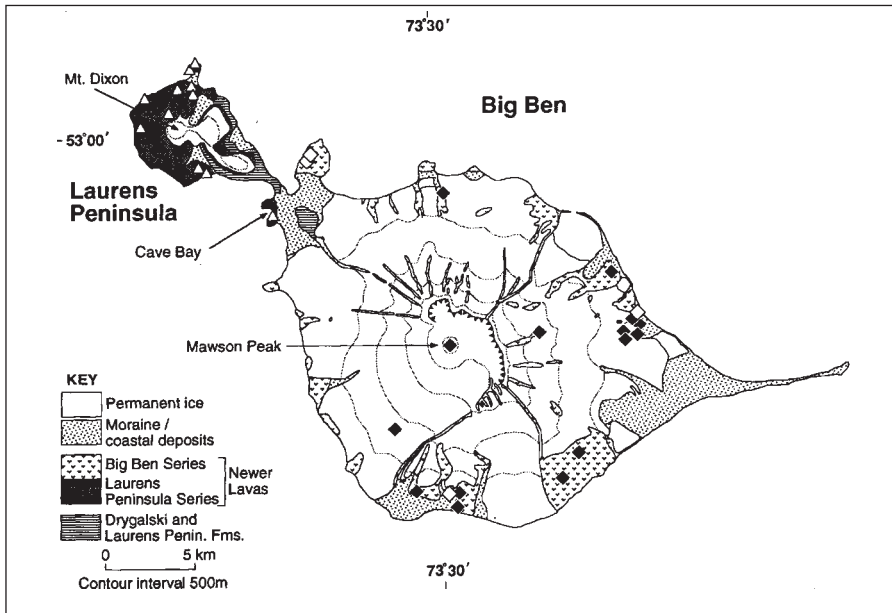 73°30′
Mt. Dixon
Big Ben
- 53°00′
Laurens
Peninsula
Cave Bay
Mawson Peak
KEY
Permanent ice
Moraine /
coastal deposits
Big Ben Series
Laurens
Peninsula Series
Newer
Lavas
Drygalski and
Laurens Penin. Fms.
0 5 km
Contour interval 500m
73°30′